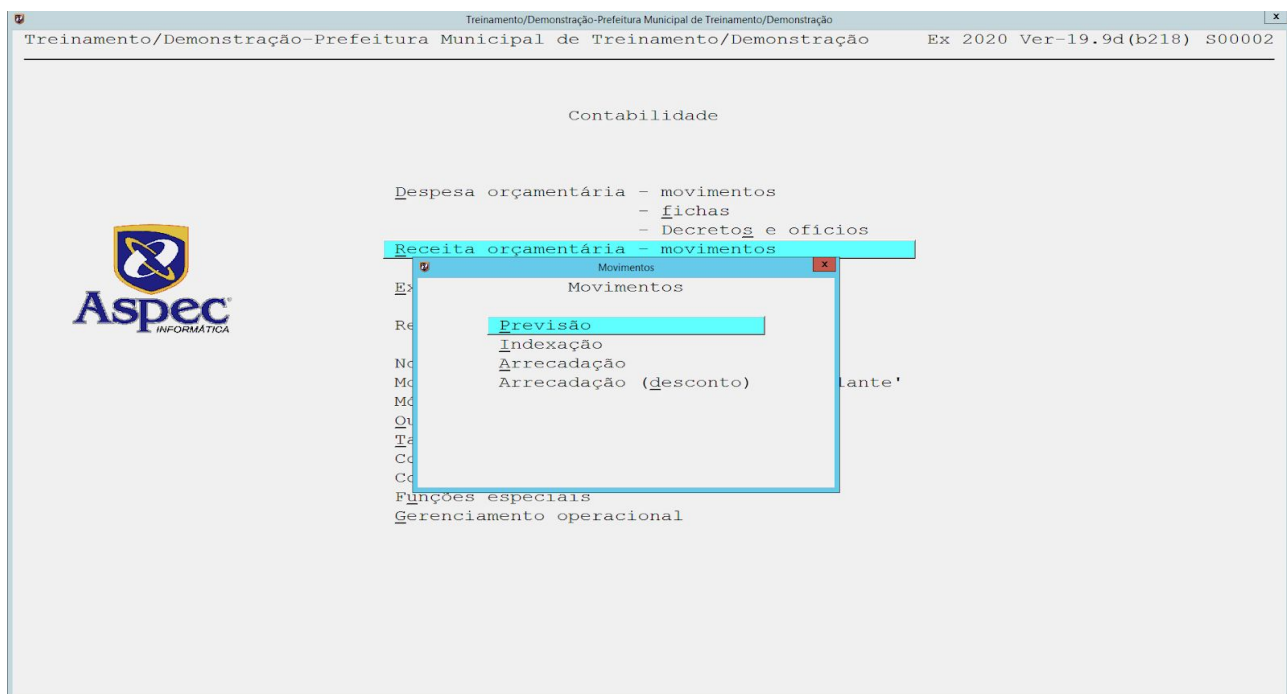 Treinamento/Demonstração-Prefeitura Municipal de Treinamento/Demonstração x
Treinamento/Demonstração-Prefeitura Municipal de Treinamento/Demonstração Ex 2020 Ver-19.9d(b218) S00002
Contabilidade
Despesa orçamentária - movimentos
- fichas
- Decretos e ofícios
Receita orçamentária - movimentos
Movimentos x
Movimentos
Previsão
Indexação
Arrecadação
Arrecadação (desconto)
lante'
Funções especiais
Gerenciamento operacional
Aspec
INFORMÁTICA